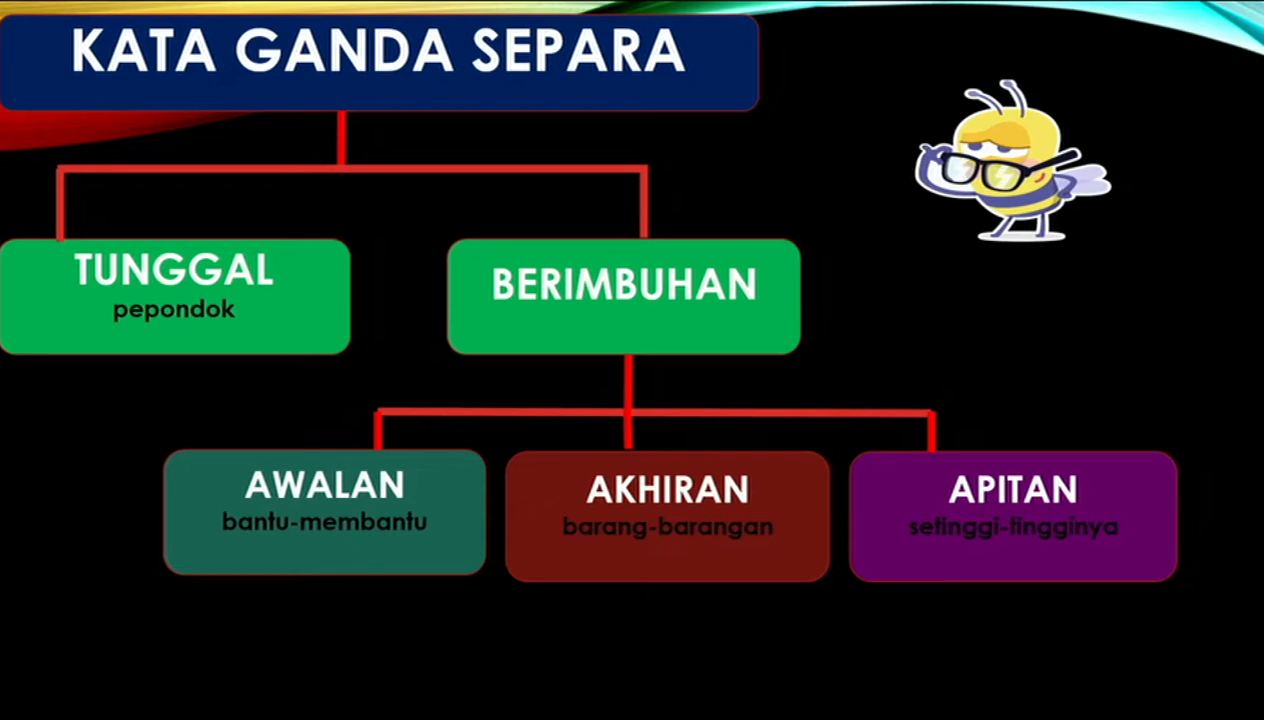 KATA GANDA SEPARA
TUNGGAL
pepondok
BERIMBUHAN
AWALAN
bantu-membantu
AKHIRAN
barang-barangan
APITAN
setinggi-tingginya